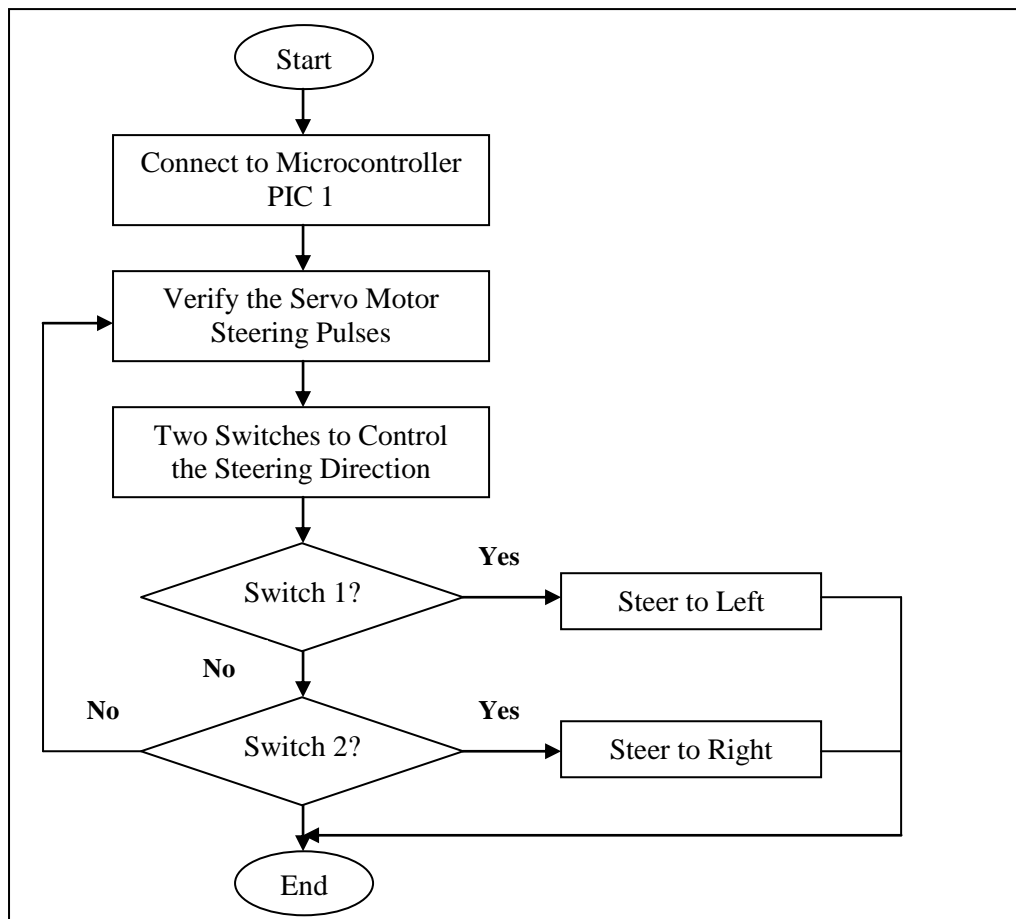 Start
Connect to Microcontroller
PIC 1
Verify the Servo Motor
Steering Pulses
Two Switches to Control
the Steering Direction
Switch 1?
Yes
Steer to Left
No
Switch 2?
No
Yes
Steer to Right
End